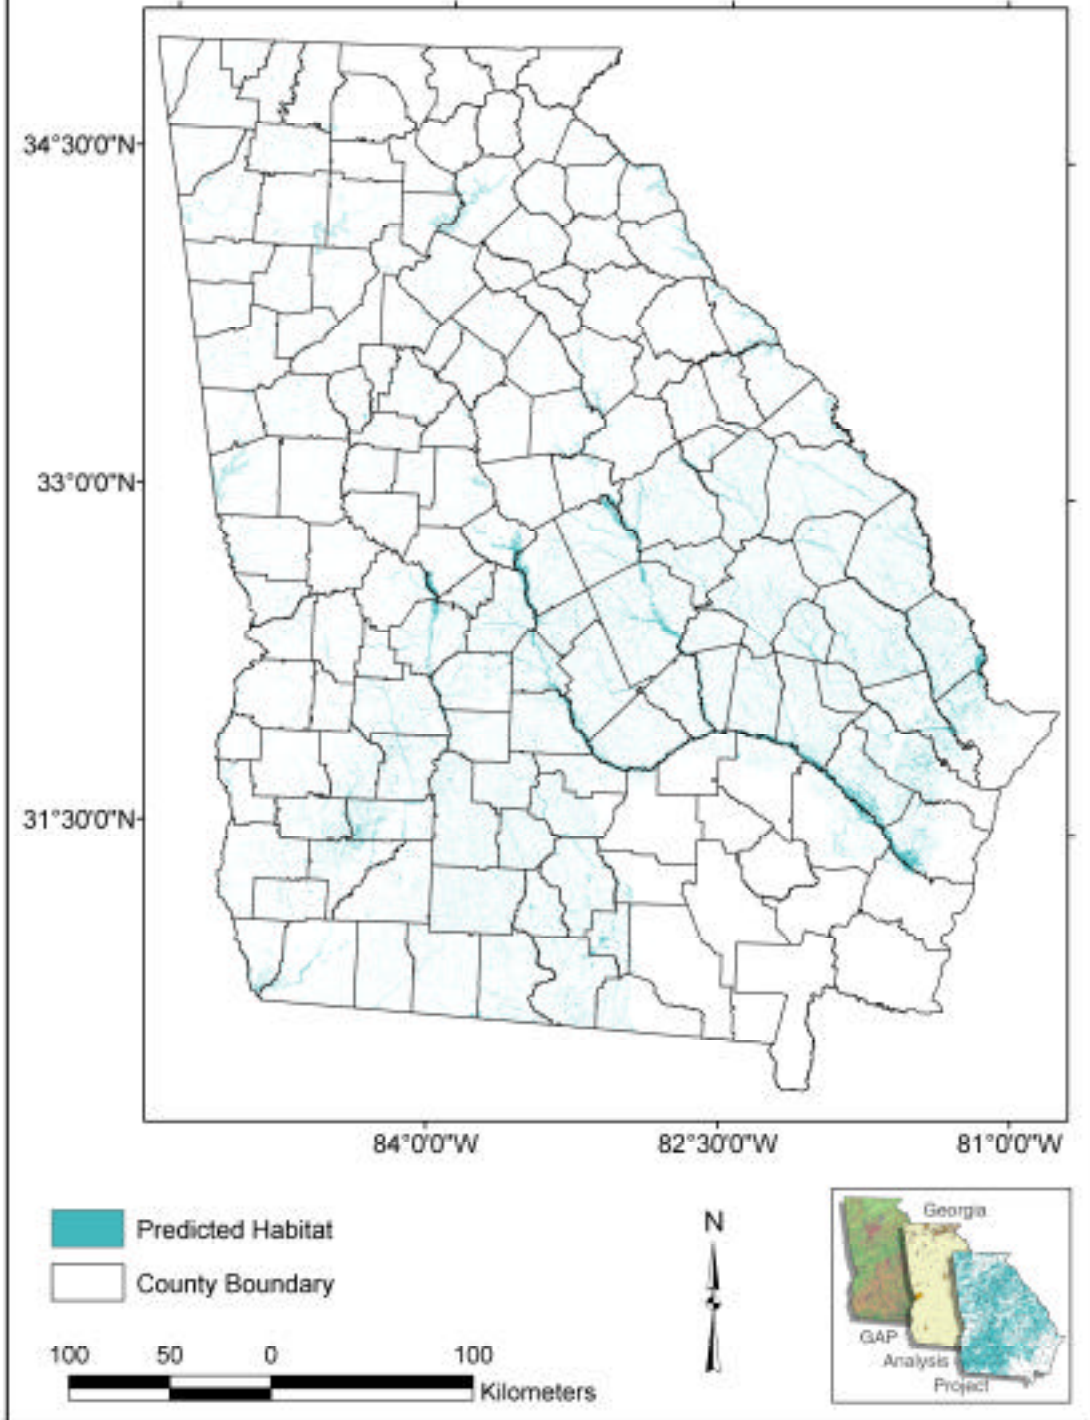 34°30'0"N
33°0'0"N
31°30'0"N
84°0'0"W 82°30'0"W 81°0'0"W
Predicted Habitat
County Boundary
100 50 0 100
Kilometers
N
Georgia
GAP
Analysis
Project